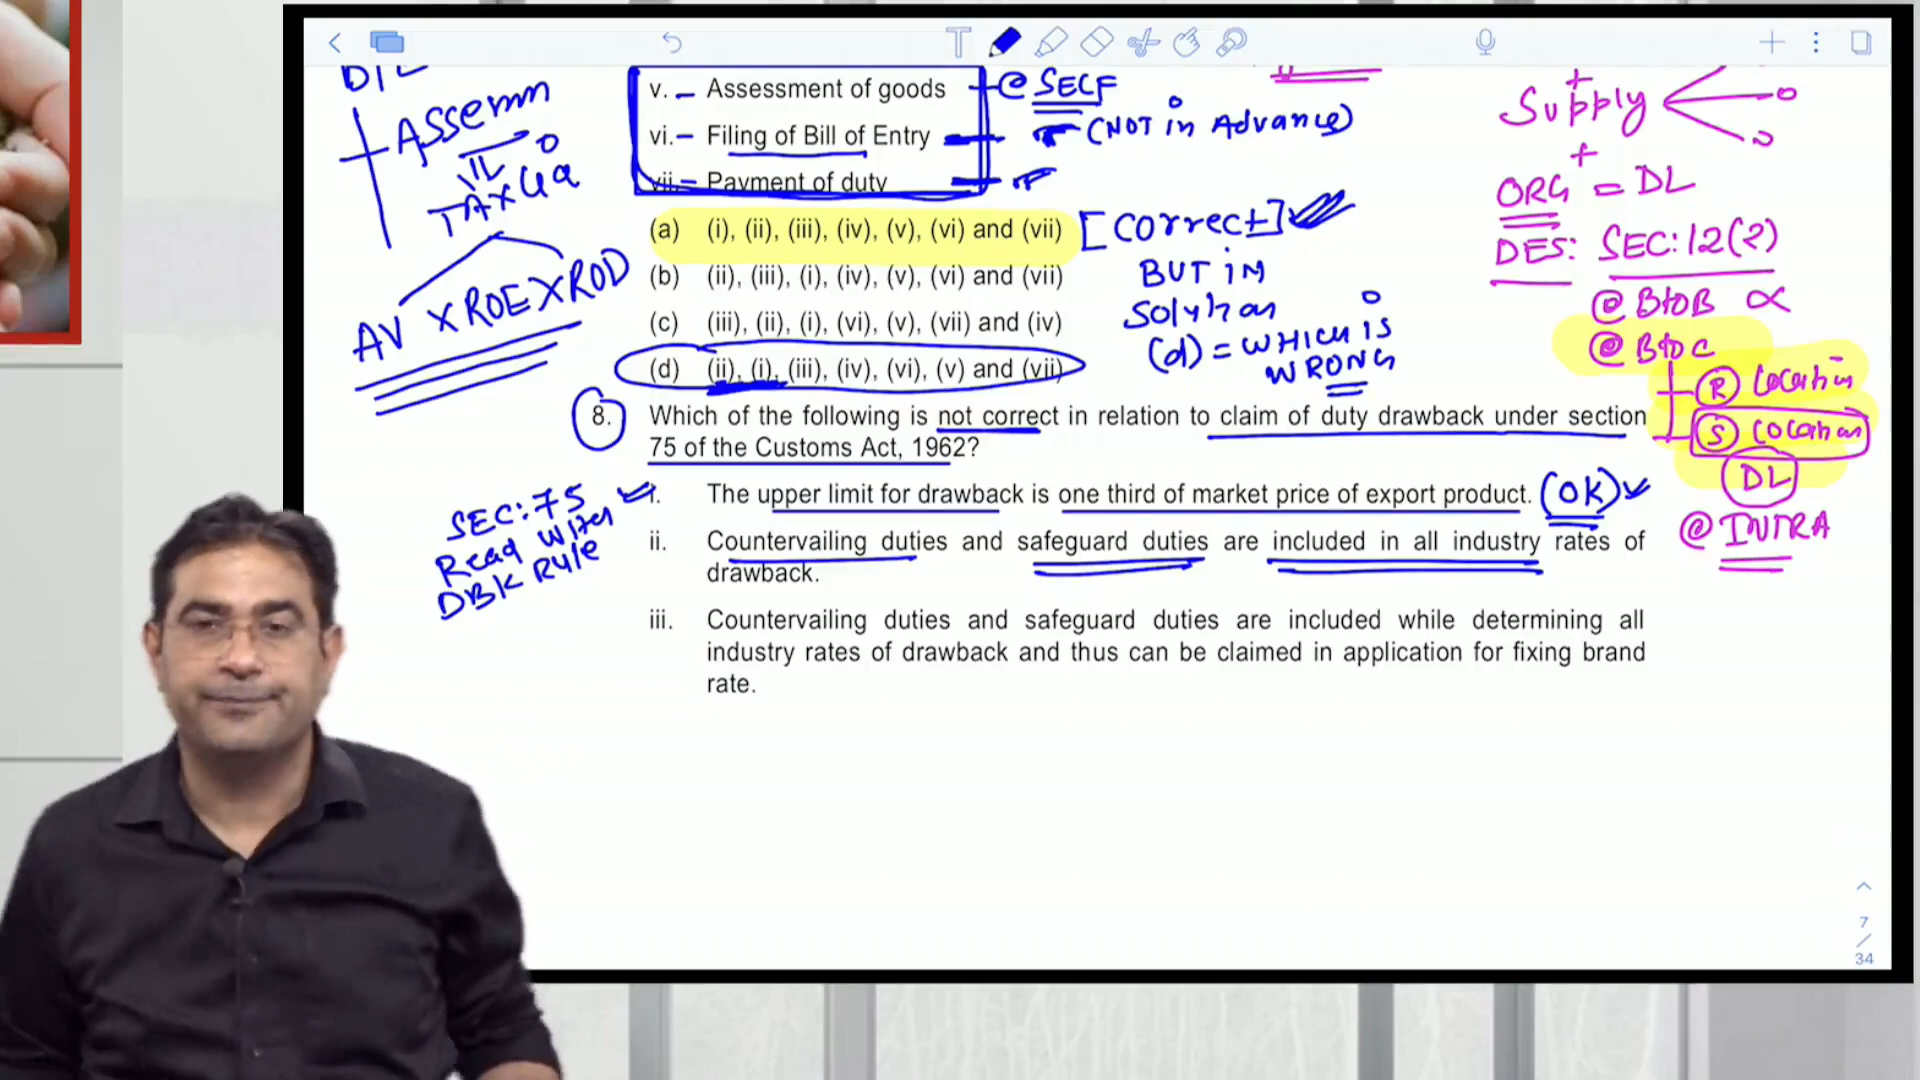 Assemn
TAXua
AV X ROE X ROD
v. Assessment of goods @ SELF
(NOT in Advance)
vi. Filing of Bill of Entry
vii. Payment of duty
(a) (i), (ii), (iii), (iv), (v), (vi) and (vii) [Correct]
(b) (ii), (iii), (i), (iv), (v), (vi) and (vii)
(c) (iii), (ii), (i), (vi), (v), (vii) and (iv)
(d) (ii), (i), (iii), (iv), (vi), (v) and (vii)
BUT in
(d) = WHICH IS
WRONG
8. Which of the following is not correct in relation to claim of duty drawback under section
75 of the Customs Act, 1962?
SEC:75
Read With
DBK Rule
i. The upper limit for drawback is one third of market price of export product. (OK)
ii. Countervailing duties and safeguard duties are included in all industry rates of
drawback.
iii. Countervailing duties and safeguard duties are included while determining all
industry rates of drawback and thus can be claimed in application for fixing brand
rate.
+
Supply
+
ORG = DL
DES: SEC:12(2)
@ BtoB
@ BtoC
R Location
S Location
DL
@ INTRA
7
/
34